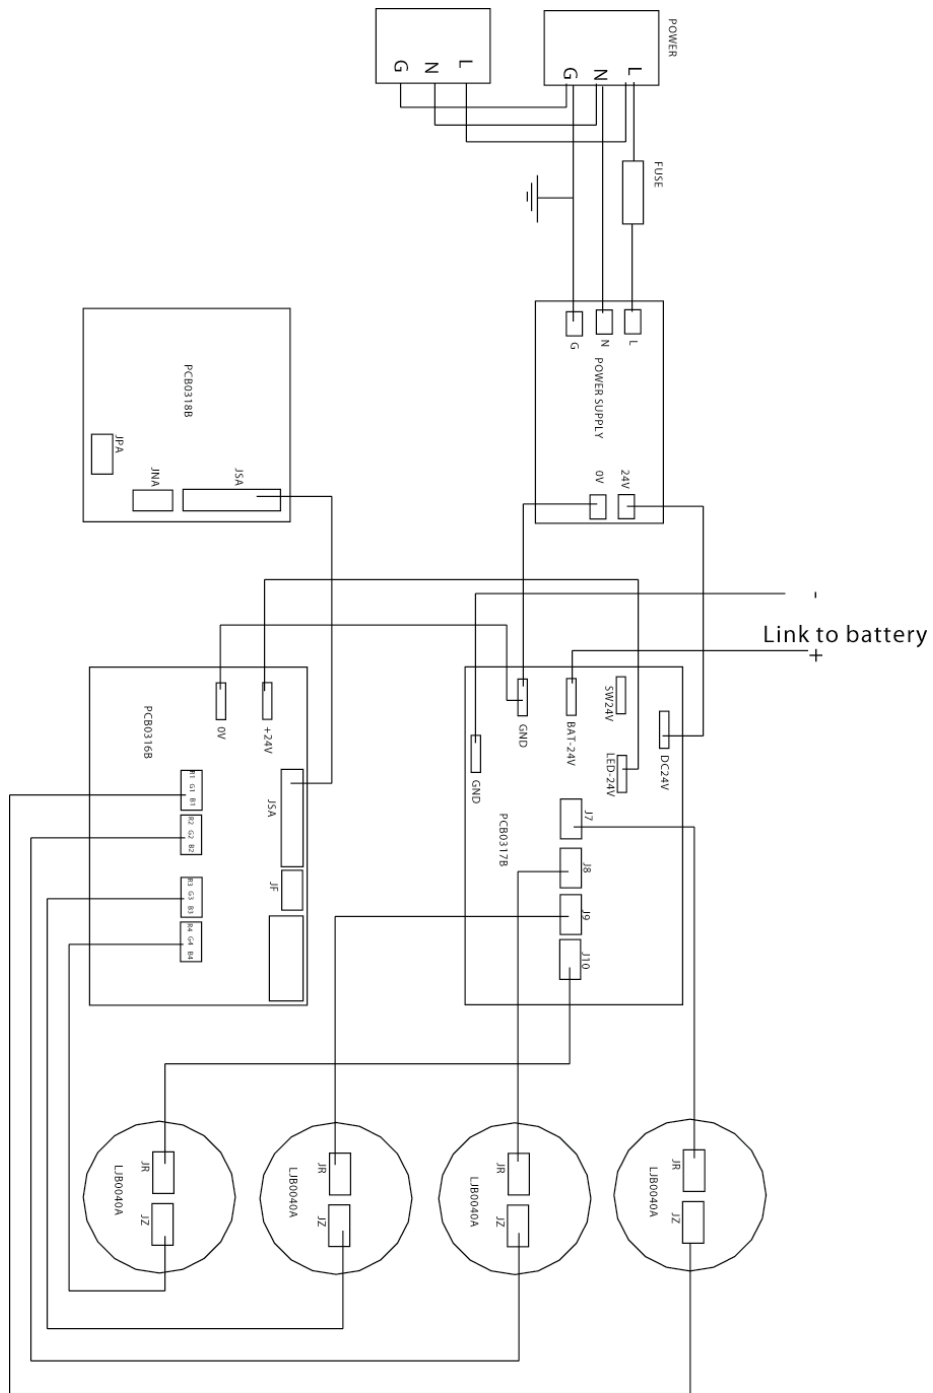 POWER
G N L
G N L
FUSE
G N L
POWER SUPPLY
0V 24V
PCB0318B
JPA
JNA
JSA
-
Link to battery
+
PCB0316B
0V
+24V
R1 G1 B1
R2 G2 B2
R3 G3 B3
R4 G4 B4
JSA
JF
GND
GND
BAT-24V
SW24V
LED-24V
DC24V
PCB0317B
J7
J8
J9
J10
LJB0040A
JR
JZ
LJB0040A
JR
JZ
LJB0040A
JR
JZ
LJB0040A
JR
JZ